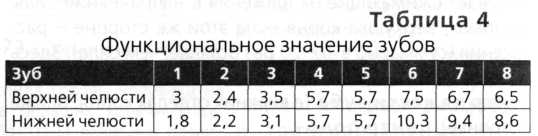 Таблица 4
Функциональное значение зубов
Зуб 1 2 3 4 5 6 7 8
Верхней челюсти 3 2,4 3,5 5,7 5,7 7,5 6,7 6,5
Нижней челюсти 1,8 2,2 3,1 5,7 5,7 10,3 9,4 8,6